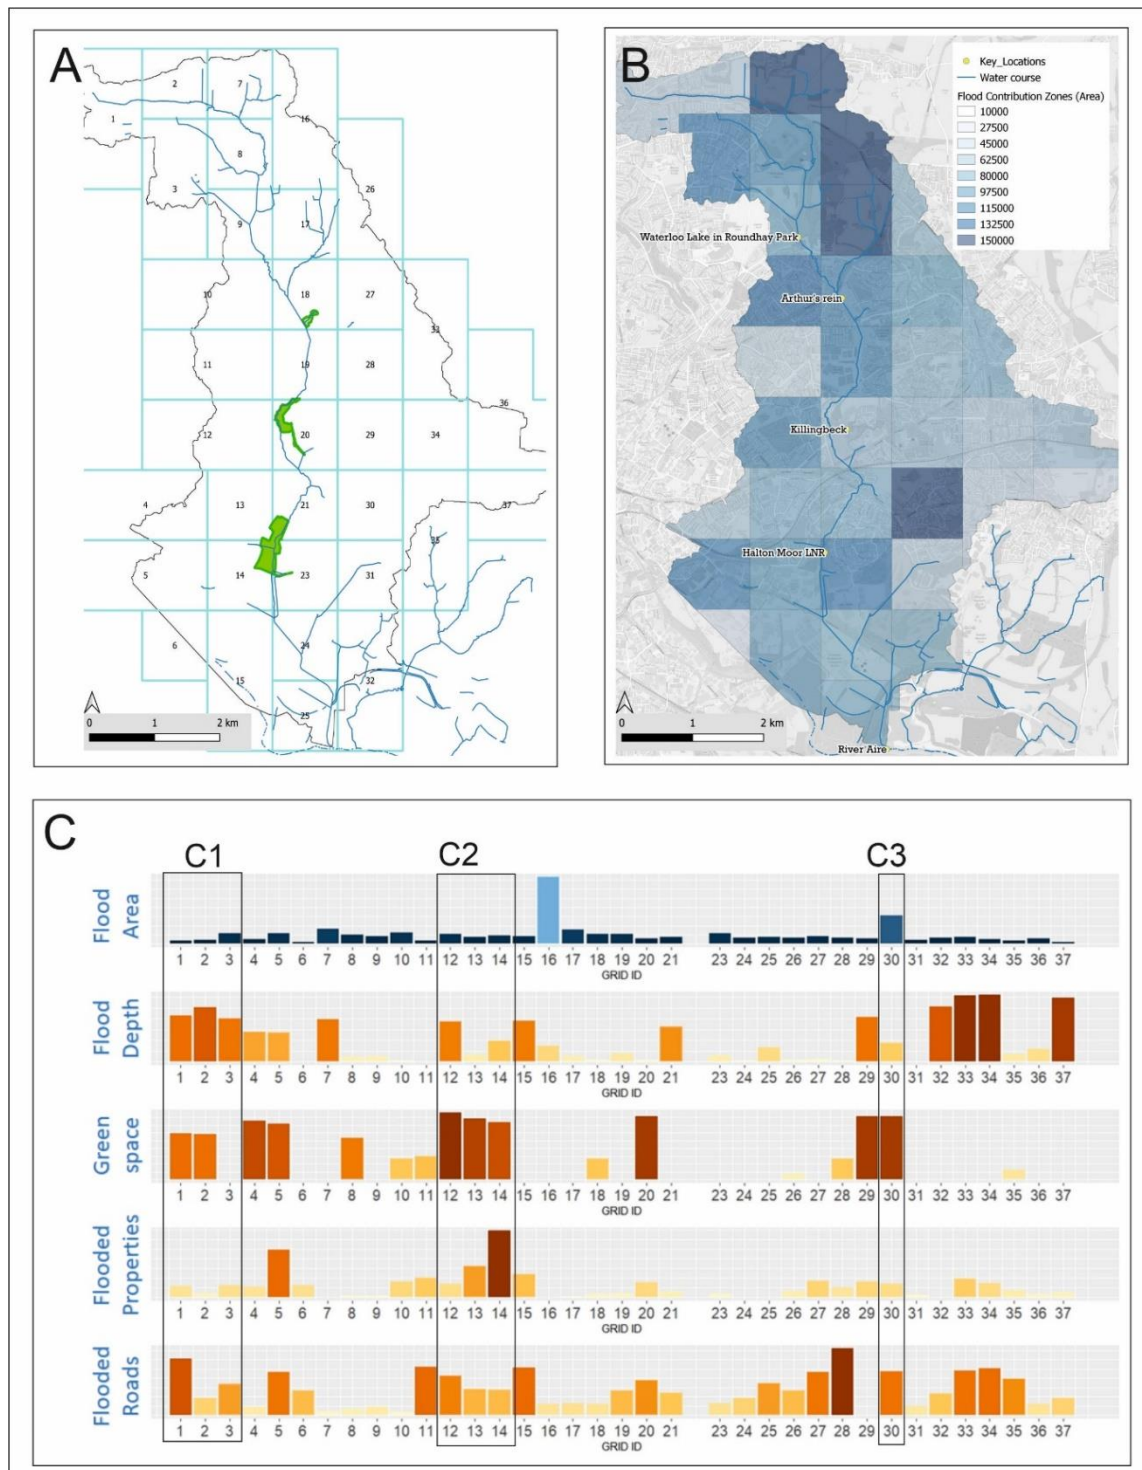 A
2
7
1
16
8
3
26
9
17
10
18
27
33
11
19
28
36
12
20
29
34
4
13
21
30
37
5
14
23
31
35
6
24
15
32
25
0 1 2 km
B
Key_Locations
Water course
Flood Contribution Zones (Area)
10000
27500
45000
62500
80000
97500
115000
132500
150000
Waterloo Lake in Roundhay Park
Arthur's rein
Killingbeck
Halton Moor LNR
River Aire
0 1 2 km
C
C1 C2 C3
Flood Area
1 2 3 4 5 6 7 8 9 10 11 12 13 14 15 16 17 18 19 20 21 23 24 25 26 27 28 29 30 31 32 33 34 35 36 37
GRID ID
Flood Depth
1 2 3 4 5 6 7 8 9 10 11 12 13 14 15 16 17 18 19 20 21 23 24 25 26 27 28 29 30 31 32 33 34 35 36 37
GRID ID
Green space
1 2 3 4 5 6 7 8 9 10 11 12 13 14 15 16 17 18 19 20 21 23 24 25 26 27 28 29 30 31 32 33 34 35 36 37
GRID ID
Flooded Properties
1 2 3 4 5 6 7 8 9 10 11 12 13 14 15 16 17 18 19 20 21 23 24 25 26 27 28 29 30 31 32 33 34 35 36 37
GRID ID
Flooded Roads
1 2 3 4 5 6 7 8 9 10 11 12 13 14 15 16 17 18 19 20 21 23 24 25 26 27 28 29 30 31 32 33 34 35 36 37
GRID ID